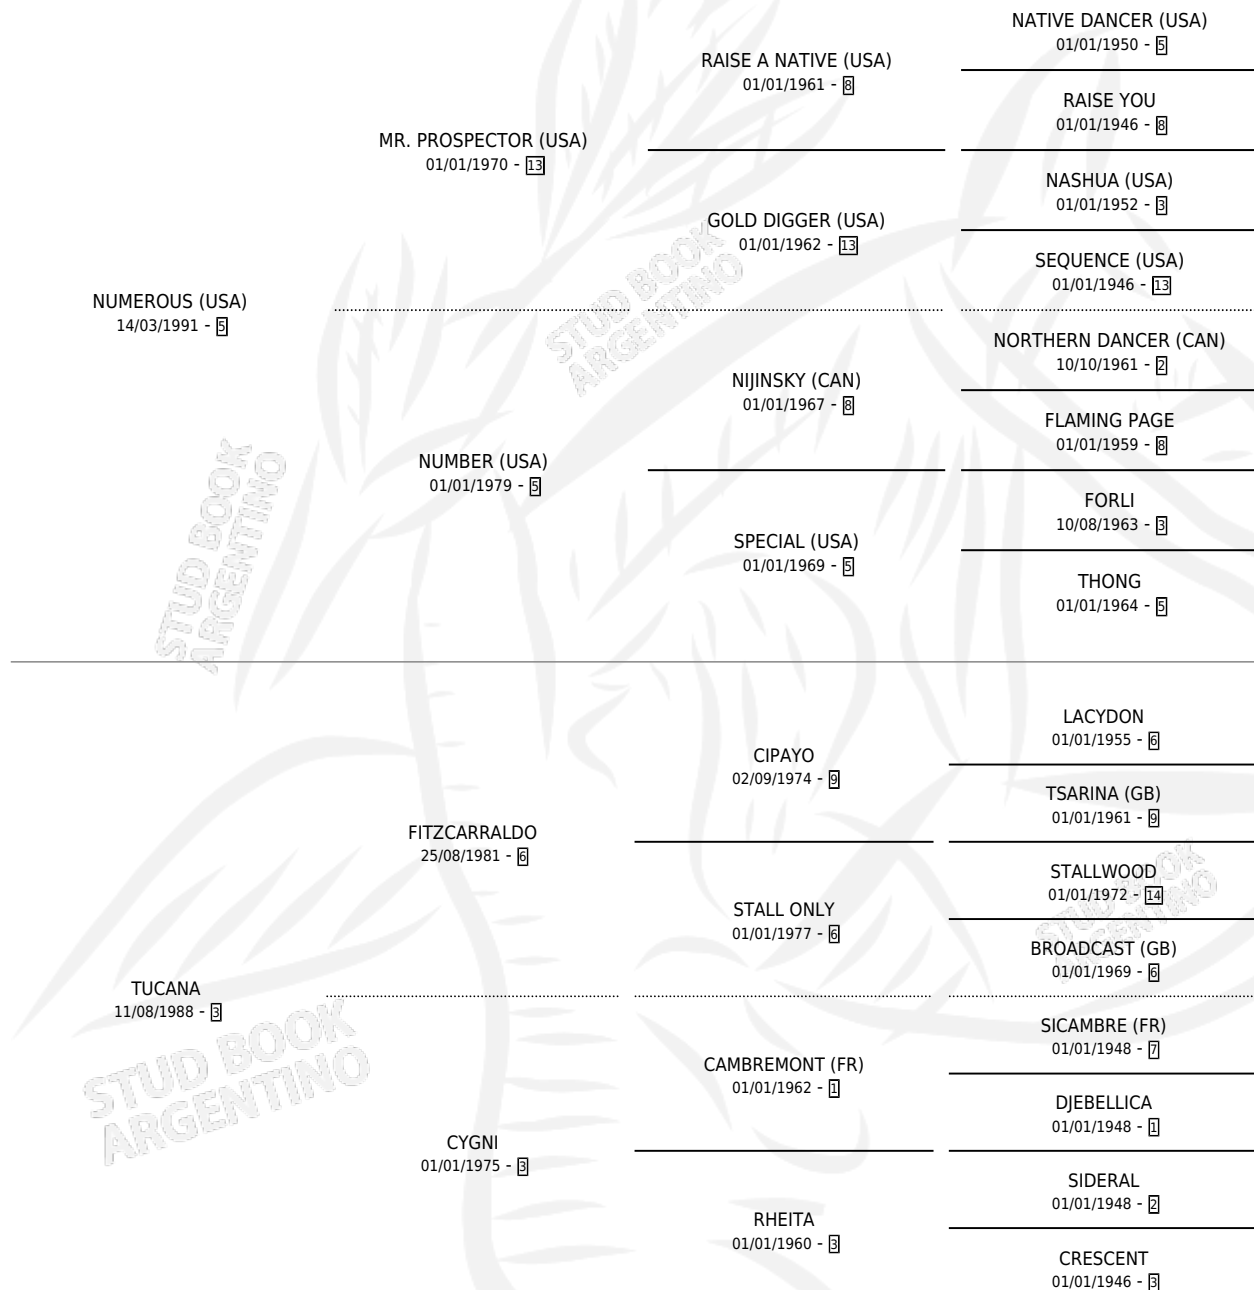 NATIVE DANCER (USA)
01/01/1950 - 5
RAISE A NATIVE (USA)
01/01/1961 - 8
RAISE YOU
01/01/1946 - 8
MR. PROSPECTOR (USA)
01/01/1970 - 13
NASHUA (USA)
01/01/1952 - 3
GOLD DIGGER (USA)
01/01/1962 - 13
SEQUENCE (USA)
01/01/1946 - 13
NUMEROUS (USA)
14/03/1991 - 5
STUD BOOK
ARGENTINO
NORTHERN DANCER (CAN)
10/10/1961 - 2
NIJINSKY (CAN)
01/01/1967 - 8
FLAMING PAGE
01/01/1959 - 8
NUMBER (USA)
01/01/1979 - 5
FORLI
10/08/1963 - 3
SPECIAL (USA)
01/01/1969 - 5
THONG
01/01/1964 - 5
STUD BOOK
ARGENTINO
LACYDON
01/01/1955 - 6
CIPAYO
02/09/1974 - 9
TSARINA (GB)
01/01/1961 - 9
FITZCARRALDO
25/08/1981 - 6
STALLWOOD
01/01/1972 - 14
STUD BOOK
ARGENTINO
STALL ONLY
01/01/1977 - 6
BROADCAST (GB)
01/01/1969 - 6
TUCANA
11/08/1988 - 3
STUD BOOK
ARGENTINO
SICAMBRE (FR)
01/01/1948 - 7
CAMBREMONT (FR)
01/01/1962 - 1
DJEBELLICA
01/01/1948 - 1
CYGNI
01/01/1975 - 3
SIDERAL
01/01/1948 - 2
RHEITA
01/01/1960 - 3
CRESCENT
01/01/1946 - 3